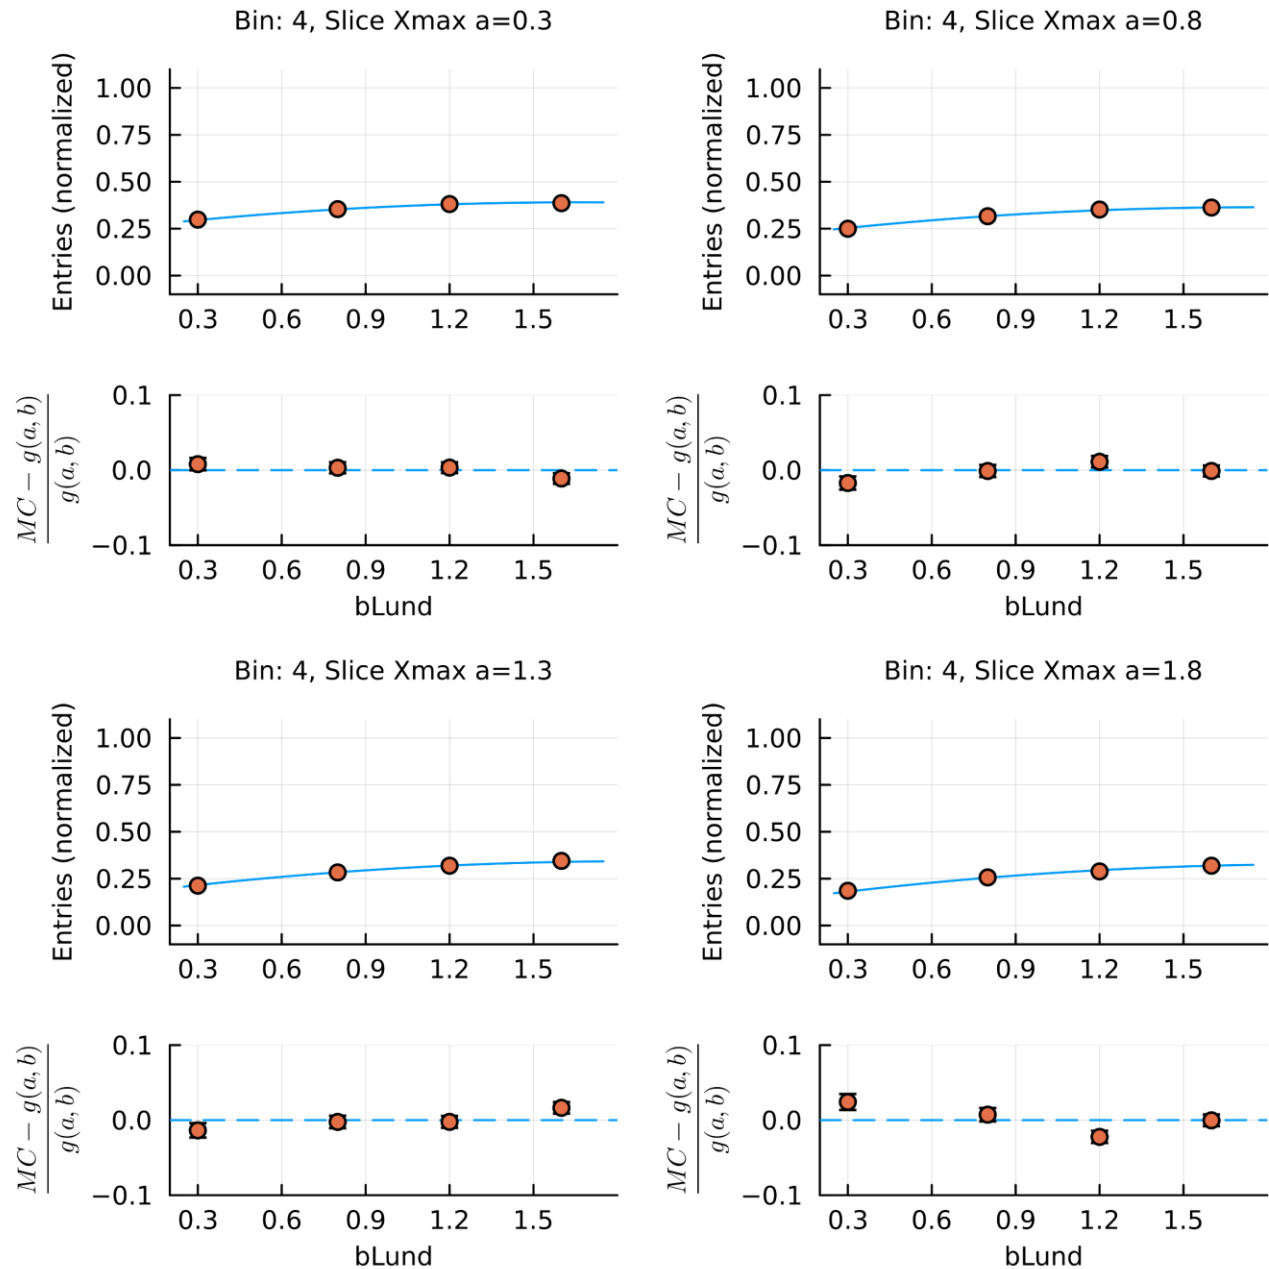 Bin: 4, Slice Xmax a=0.3
Entries (normalized)
1.00
0.75
0.50
0.25
0.00
0.3 0.6 0.9 1.2 1.5
MC − g(a, b)
g(a, b)
0.1
0.0
−0.1
0.3 0.6 0.9 1.2 1.5
bLund
Bin: 4, Slice Xmax a=0.8
Entries (normalized)
1.00
0.75
0.50
0.25
0.00
0.3 0.6 0.9 1.2 1.5
MC − g(a, b)
g(a, b)
0.1
0.0
−0.1
0.3 0.6 0.9 1.2 1.5
bLund
Bin: 4, Slice Xmax a=1.3
Entries (normalized)
1.00
0.75
0.50
0.25
0.00
0.3 0.6 0.9 1.2 1.5
MC − g(a, b)
g(a, b)
0.1
0.0
−0.1
0.3 0.6 0.9 1.2 1.5
bLund
Bin: 4, Slice Xmax a=1.8
Entries (normalized)
1.00
0.75
0.50
0.25
0.00
0.3 0.6 0.9 1.2 1.5
MC − g(a, b)
g(a, b)
0.1
0.0
−0.1
0.3 0.6 0.9 1.2 1.5
bLund